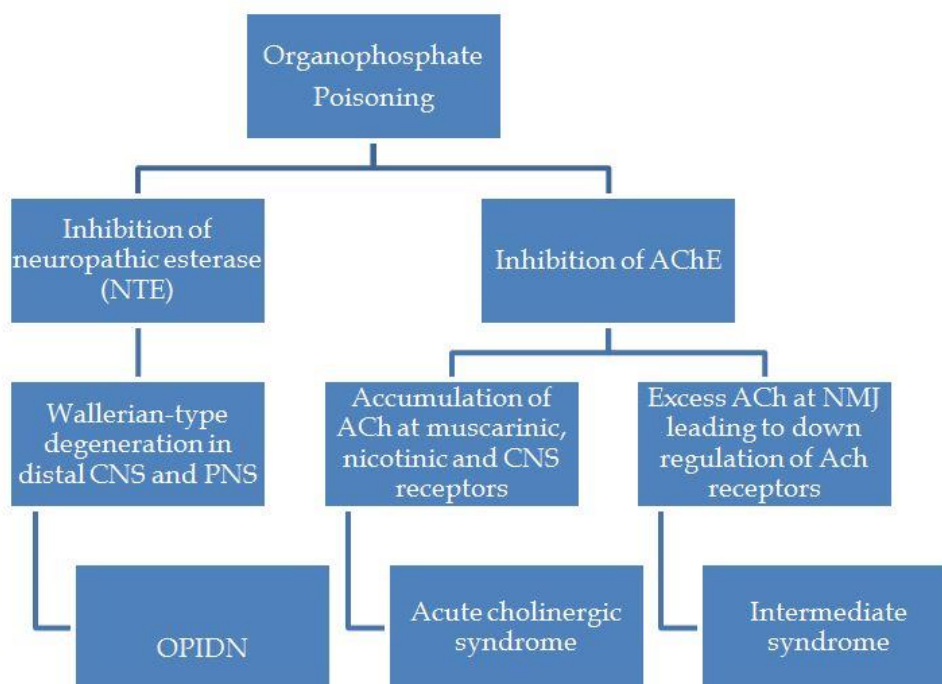 Organophosphate
Poisoning
Inhibition of
neuropathic esterase
(NTE)
Inhibition of AChE
Wallerian-type
degeneration in
distal CNS and PNS
Accumulation of
ACh at muscarinic,
nicotinic and CNS
receptors
Excess ACh at NMJ
leading to down
regulation of Ach
receptors
OPIDN
Acute cholinergic
syndrome
Intermediate
syndrome